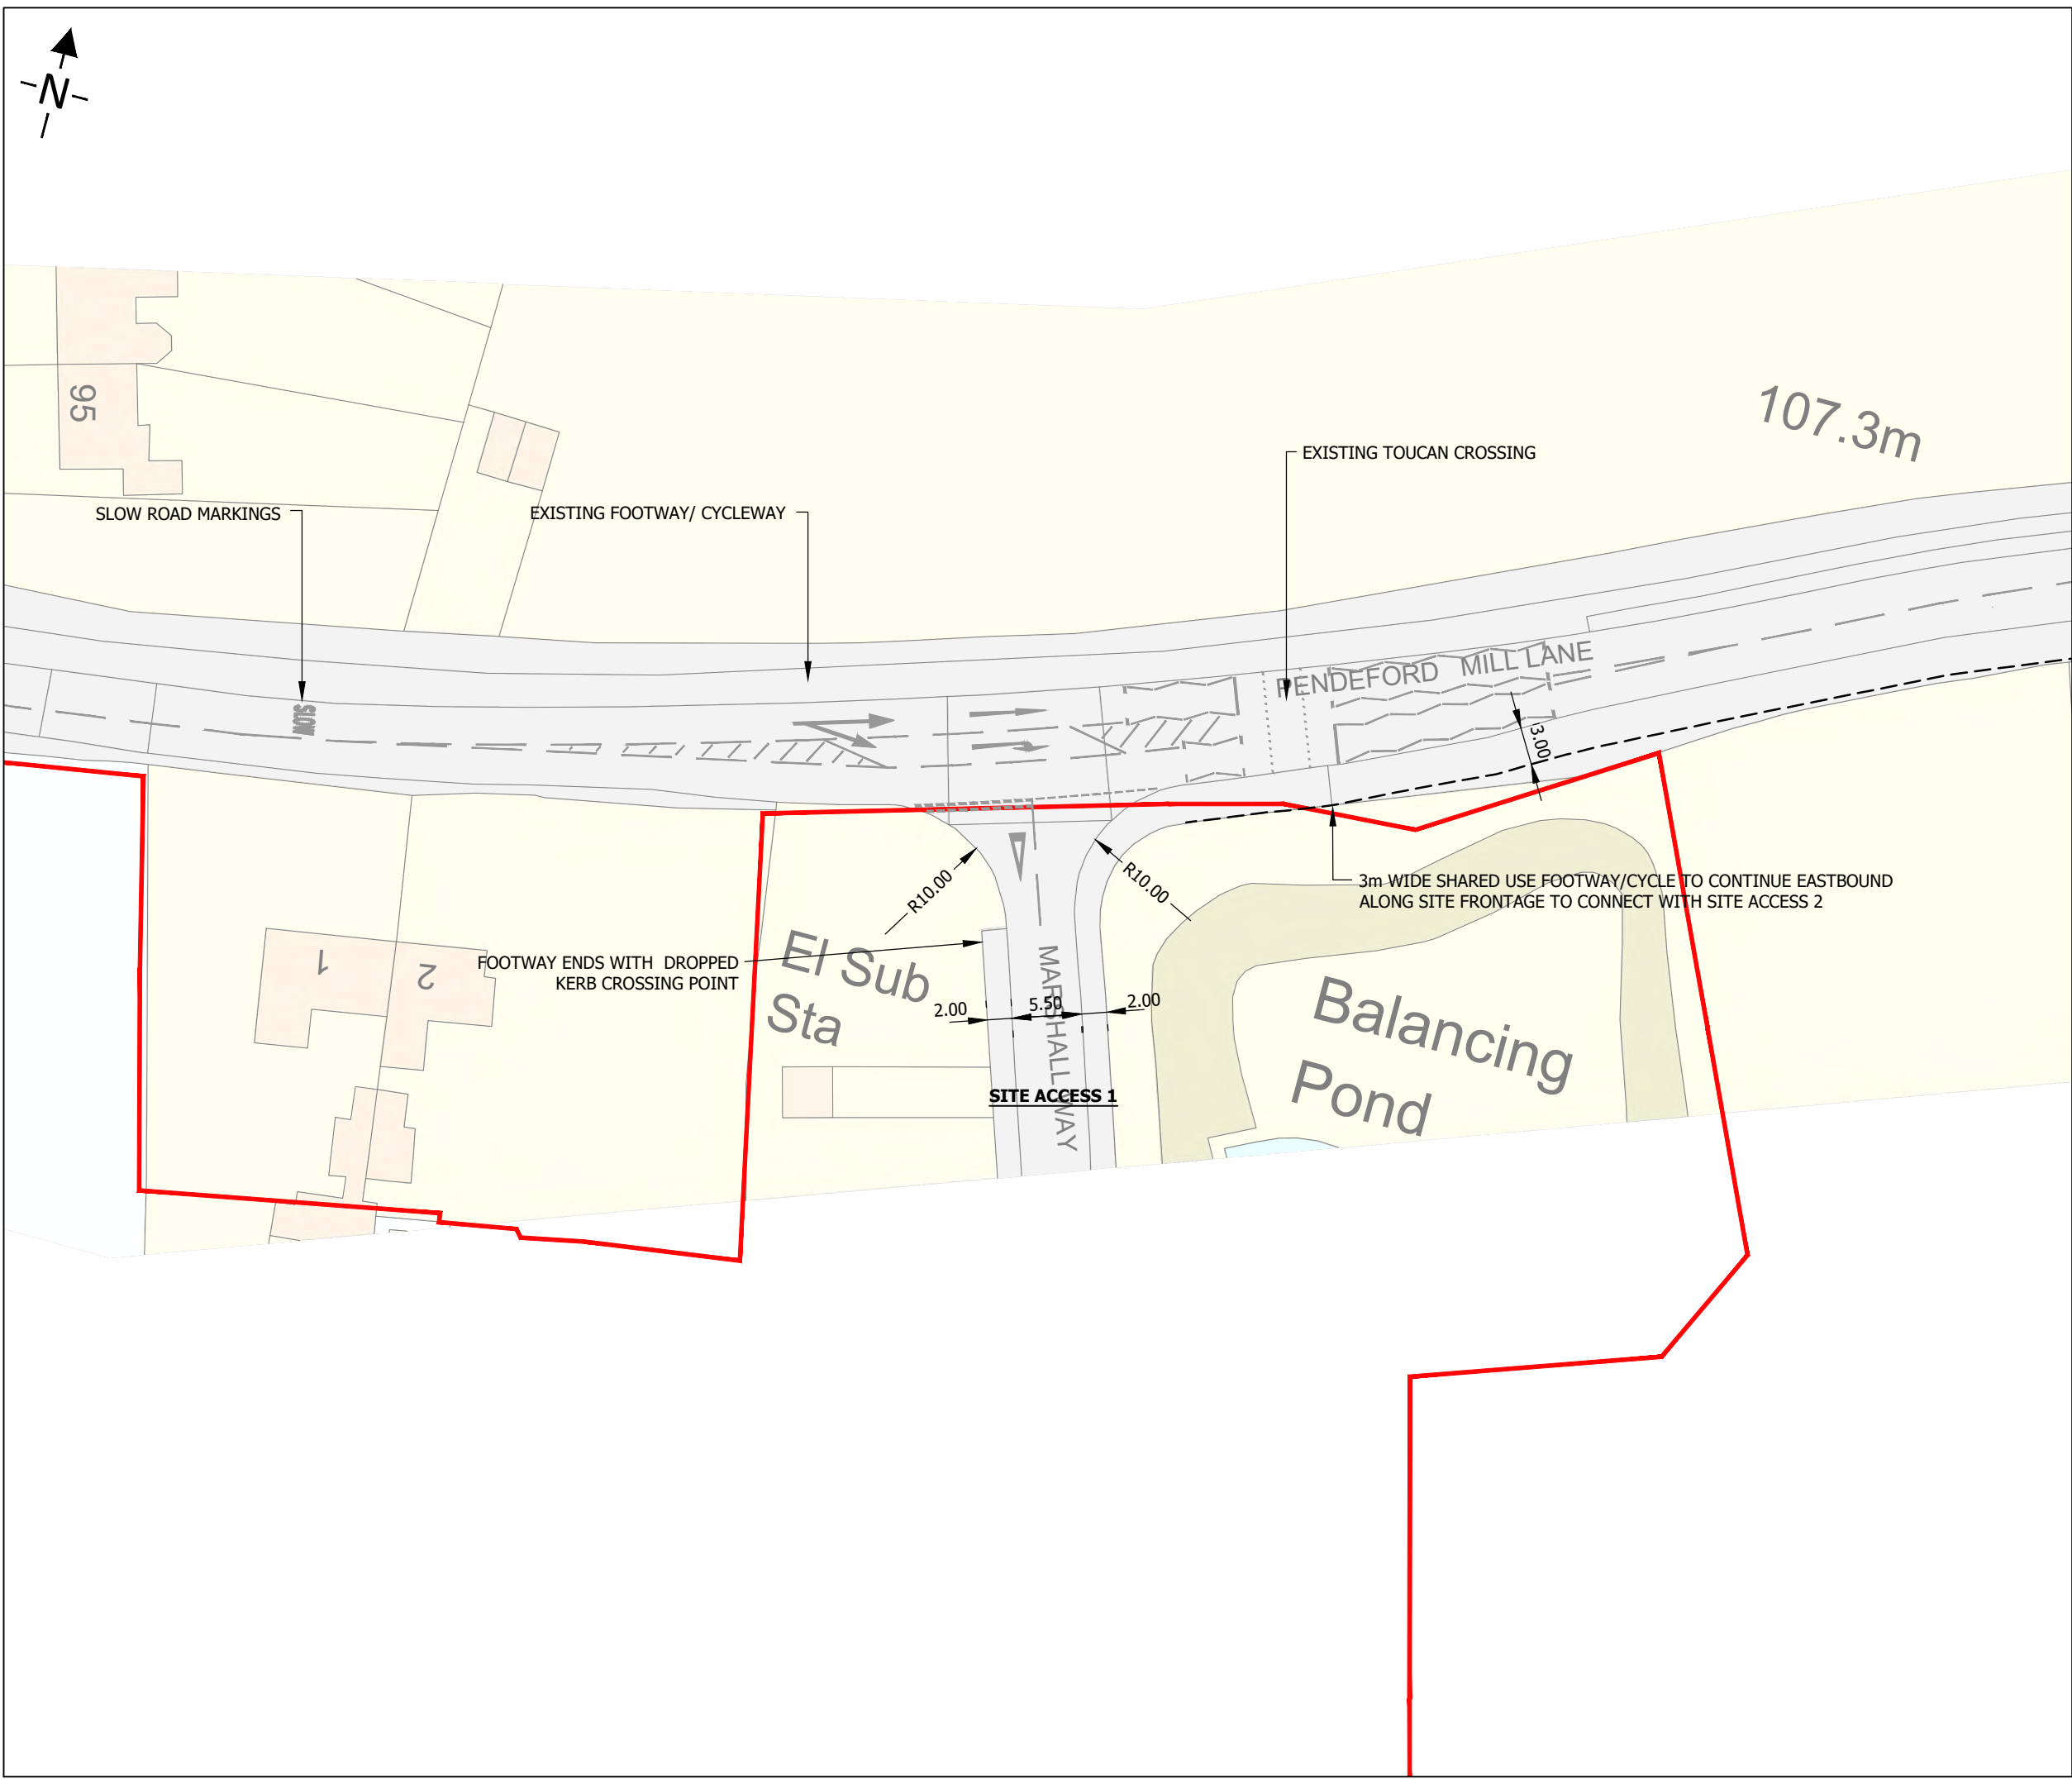 N
95
107.3m
EXISTING TOUCAN CROSSING
SLOW ROAD MARKINGS
EXISTING FOOTWAY/ CYCLEWAY
PENDEFORD MILL LANE
SLOW
3.00
R10.00
R10.00
3m WIDE SHARED USE FOOTWAY/CYCLE TO CONTINUE EASTBOUND
ALONG SITE FRONTAGE TO CONNECT WITH SITE ACCESS 2
El Sub
Sta
1
2
FOOTWAY ENDS WITH DROPPED
KERB CROSSING POINT
2.00
5.50
2.00
MARSHALL WAY
Balancing
Pond
SITE ACCESS 1